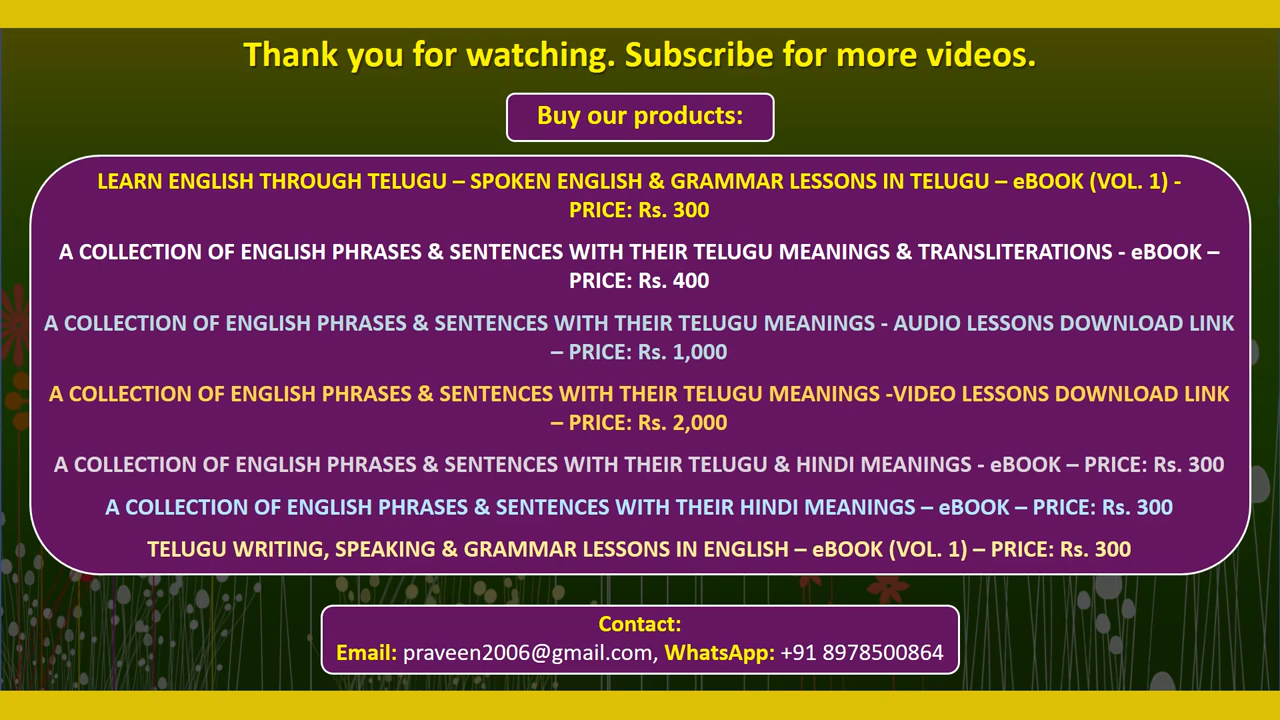 Thank you for watching. Subscribe for more videos.
Buy our products:
LEARN ENGLISH THROUGH TELUGU – SPOKEN ENGLISH & GRAMMAR LESSONS IN TELUGU – eBOOK (VOL. 1) -
PRICE: Rs. 300
A COLLECTION OF ENGLISH PHRASES & SENTENCES WITH THEIR TELUGU MEANINGS & TRANSLITERATIONS - eBOOK –
PRICE: Rs. 400
A COLLECTION OF ENGLISH PHRASES & SENTENCES WITH THEIR TELUGU MEANINGS - AUDIO LESSONS DOWNLOAD LINK
– PRICE: Rs. 1,000
A COLLECTION OF ENGLISH PHRASES & SENTENCES WITH THEIR TELUGU MEANINGS -VIDEO LESSONS DOWNLOAD LINK
– PRICE: Rs. 2,000
A COLLECTION OF ENGLISH PHRASES & SENTENCES WITH THEIR TELUGU & HINDI MEANINGS - eBOOK – PRICE: Rs. 300
A COLLECTION OF ENGLISH PHRASES & SENTENCES WITH THEIR HINDI MEANINGS – eBOOK – PRICE: Rs. 300
TELUGU WRITING, SPEAKING & GRAMMAR LESSONS IN ENGLISH – eBOOK (VOL. 1) – PRICE: Rs. 300
Contact:
Email: praveen2006@gmail.com, WhatsApp: +91 8978500864